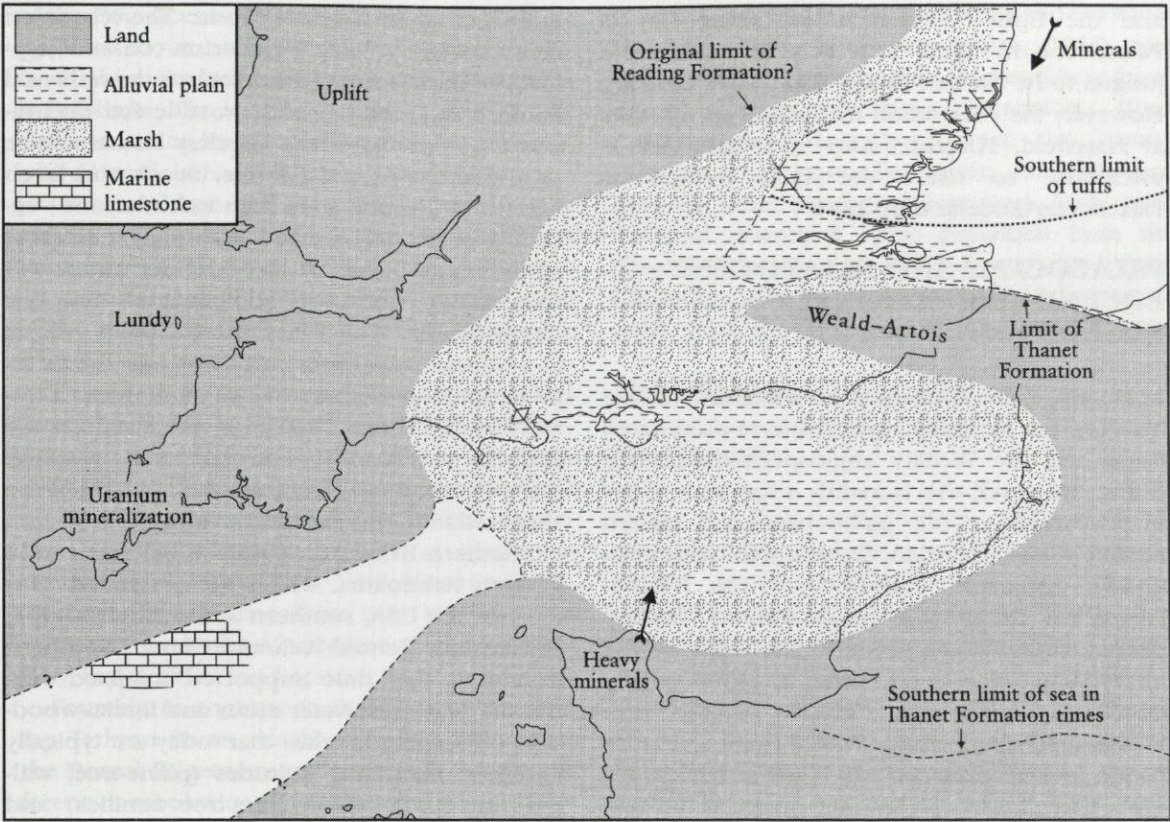 Land
Alluvial plain
Marsh
Marine
limestone
Uplift
Original limit of
Reading Formation?
Minerals
Southern limit
of tuffs
Lundy
Weald–Artois
Limit of
Thanet
Formation
Uranium
mineralization
Heavy
minerals
Southern limit of sea in
Thanet Formation times